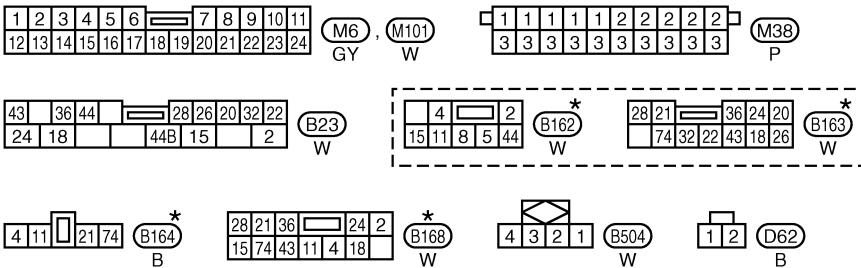 1 2 3 4 5 6 7 8 9 10 11
12 13 14 15 16 17 18 19 20 21 22 23 24
M6 , M101
GY W
1 1 1 1 1 2 2 2 2 2
3 3 3 3 3 3 3 3 3 3
M38
P
43 36 44 28 26 20 32 22
24 18 44B 15 2
B23
W
4 2
15 11 8 5 44
B162 *
W
28 21 36 24 20
74 32 22 43 18 26
B163 *
W
4 11 21 74
B164 *
B
28 21 36 24 2
15 74 43 11 4 18
B168 *
W
4 3 2 1
B504
W
1 2
D62
B